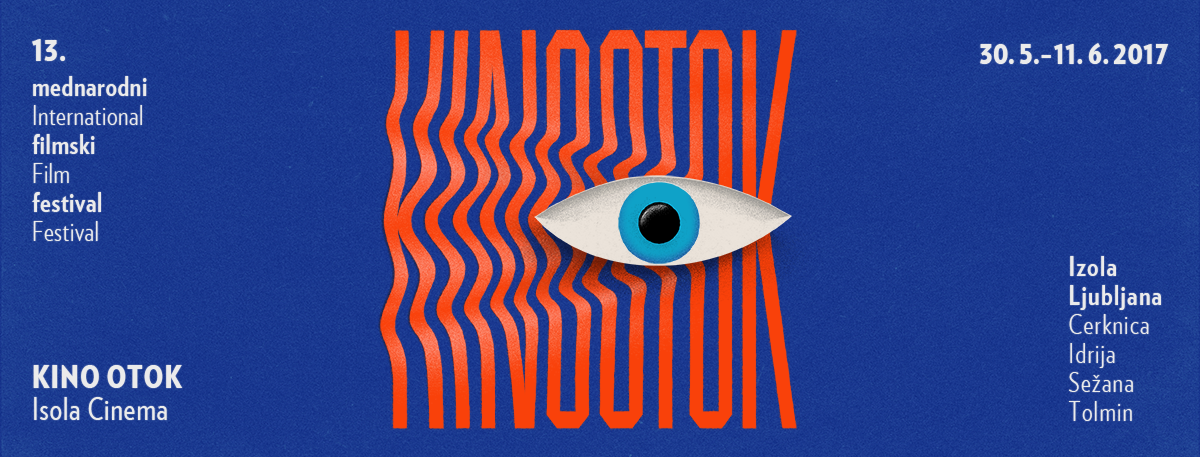 13.
mednarodni
International
filmski
Film
festival
Festival
KINO OTOK
Isola Cinema
KINOOTOK
30. 5.–11. 6. 2017
Izola
Ljubljana
Cerknica
Idrija
Sežana
Tolmin